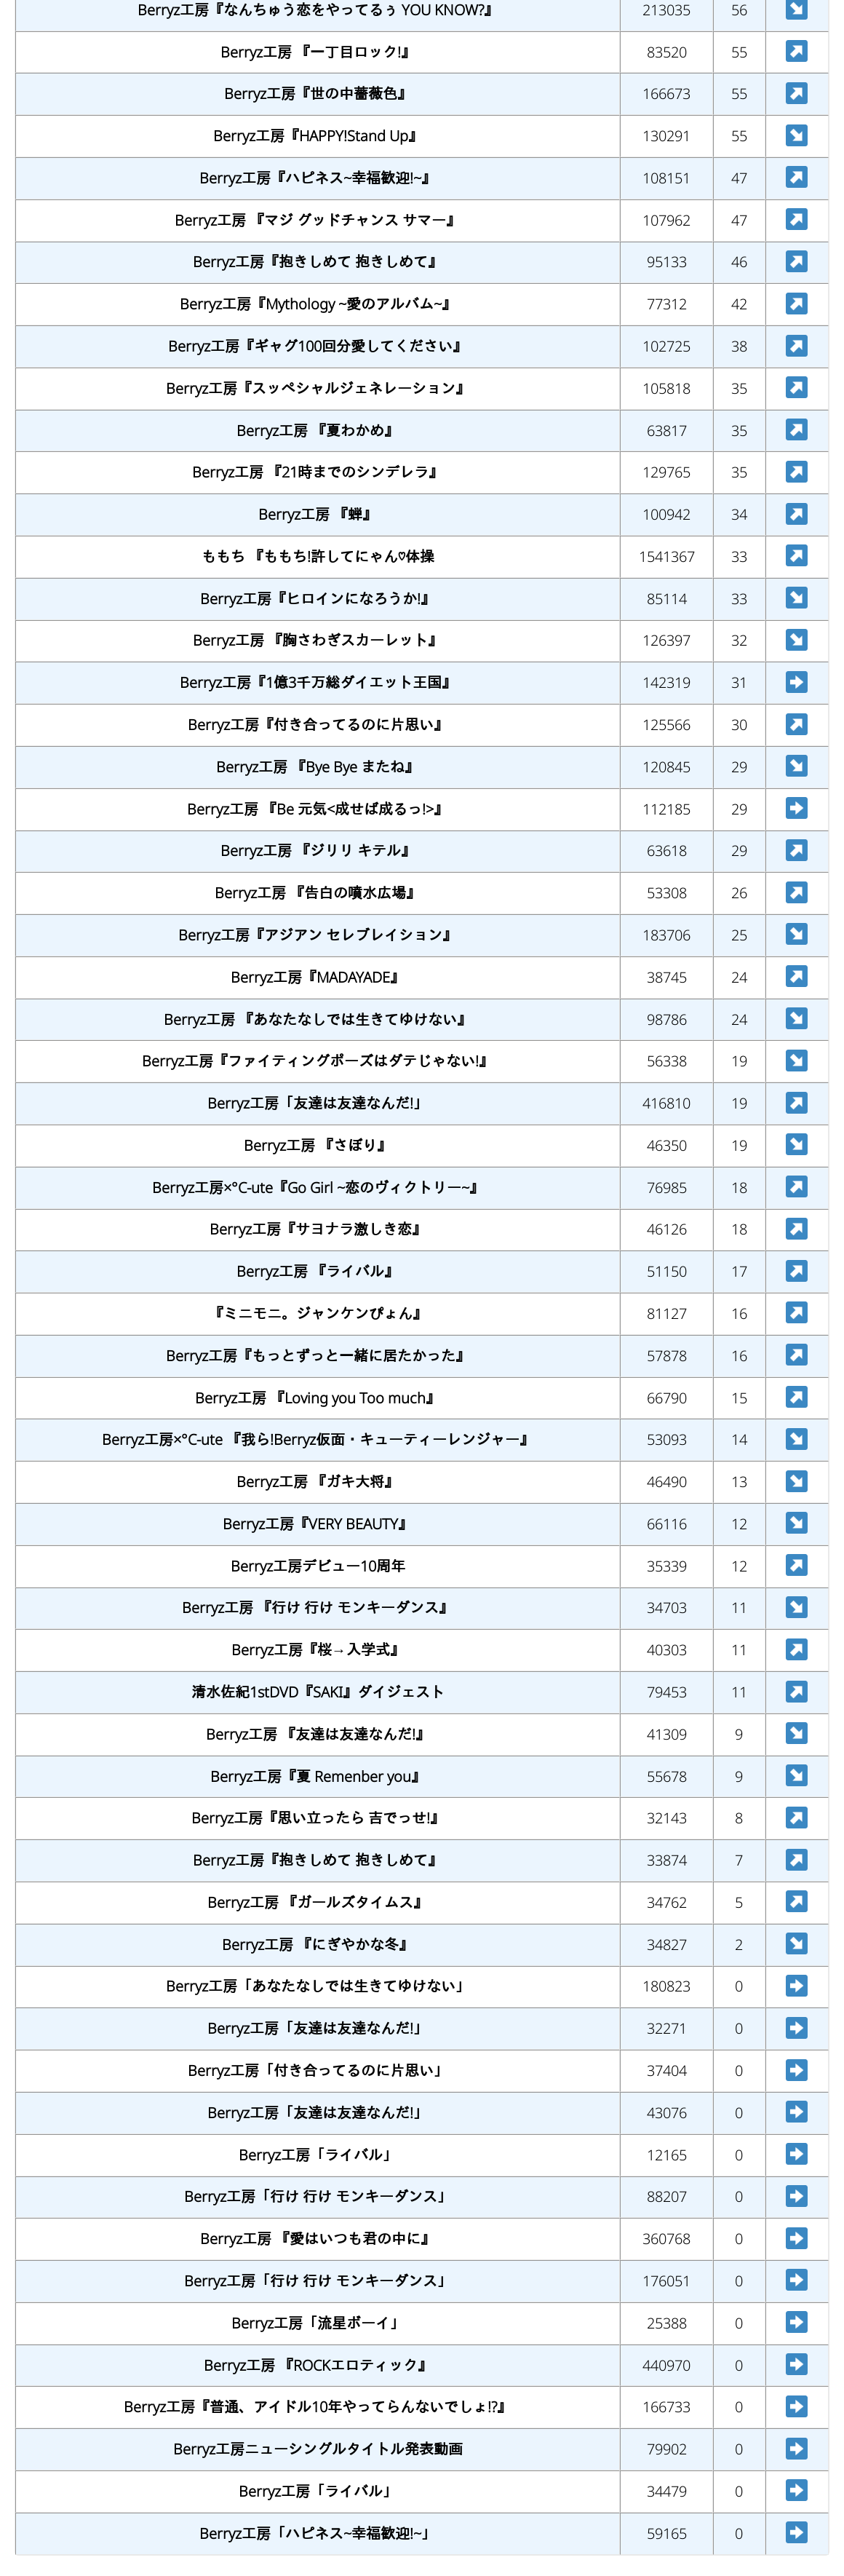 Berryz工房『なんちゅう恋をやってるぅ YOU KNOW?』 213035 56 ↘
Berryz工房 『一丁目ロック!』 83520 55 ↗
Berryz工房『世の中薔薇色』 166673 55 ↗
Berryz工房『HAPPY!Stand Up』 130291 55 ↘
Berryz工房『ハピネス~幸福歓迎!~』 108151 47 ↗
Berryz工房 『マジ グッドチャンス サマー』 107962 47 ↗
Berryz工房『抱きしめて 抱きしめて』 95133 46 ↗
Berryz工房『Mythology ~愛のアルバム~』 77312 42 ↗
Berryz工房『ギャグ100回分愛してください』 102725 38 ↗
Berryz工房『スッペシャルジェネレーション』 105818 35 ↗
Berryz工房 『夏わかめ』 63817 35 ↗
Berryz工房 『21時までのシンデレラ』 129765 35 ↗
Berryz工房 『蝉』 100942 34 ↗
ももち 『ももち!許してにゃん♡体操 1541367 33 ↗
Berryz工房『ヒロインになろうか!』 85114 33 ↘
Berryz工房 『胸さわぎスカーレット』 126397 32 ↘
Berryz工房『1億3千万総ダイエット王国』 142319 31 ➡
Berryz工房『付き合ってるのに片思い』 125566 30 ↗
Berryz工房 『Bye Bye またね』 120845 29 ↘
Berryz工房 『Be 元気<成せば成るっ!>』 112185 29 ➡
Berryz工房 『ジリリ キテル』 63618 29 ↗
Berryz工房 『告白の噴水広場』 53308 26 ↗
Berryz工房『アジアン セレブレイション』 183706 25 ↘
Berryz工房『MADAYADE』 38745 24 ↗
Berryz工房 『あなたなしでは生きてゆけない』 98786 24 ↘
Berryz工房『ファイティングポーズはダテじゃない!』 56338 19 ↘
Berryz工房「友達は友達なんだ!」 416810 19 ↗
Berryz工房 『さぼり』 46350 19 ↘
Berryz工房×°C-ute『Go Girl ~恋のヴィクトリー~』 76985 18 ↗
Berryz工房『サヨナラ激しき恋』 46126 18 ↗
Berryz工房 『ライバル』 51150 17 ↗
『ミニモニ。ジャンケンぴょん』 81127 16 ↗
Berryz工房『もっとずっと一緒に居たかった』 57878 16 ↗
Berryz工房 『Loving you Too much』 66790 15 ↗
Berryz工房×°C-ute 『我ら!Berryz仮面・キューティーレンジャー』 53093 14 ↘
Berryz工房 『ガキ大将』 46490 13 ↘
Berryz工房『VERY BEAUTY』 66116 12 ↘
Berryz工房デビュー10周年 35339 12 ↗
Berryz工房 『行け 行け モンキーダンス』 34703 11 ↘
Berryz工房『桜→入学式』 40303 11 ↗
清水佐紀1stDVD『SAKI』ダイジェスト 79453 11 ↗
Berryz工房 『友達は友達なんだ!』 41309 9 ↘
Berryz工房『夏 Remenber you』 55678 9 ↘
Berryz工房『思い立ったら 吉でっせ!』 32143 8 ↗
Berryz工房『抱きしめて 抱きしめて』 33874 7 ↗
Berryz工房 『ガールズタイムス』 34762 5 ↗
Berryz工房 『にぎやかな冬』 34827 2 ↘
Berryz工房「あなたなしでは生きてゆけない」 180823 0 ➡
Berryz工房「友達は友達なんだ!」 32271 0 ➡
Berryz工房「付き合ってるのに片思い」 37404 0 ➡
Berryz工房「友達は友達なんだ!」 43076 0 ➡
Berryz工房「ライバル」 12165 0 ➡
Berryz工房「行け 行け モンキーダンス」 88207 0 ➡
Berryz工房 『愛はいつも君の中に』 360768 0 ➡
Berryz工房「行け 行け モンキーダンス」 176051 0 ➡
Berryz工房「流星ボーイ」 25388 0 ➡
Berryz工房 『ROCKエロティック』 440970 0 ➡
Berryz工房『普通、アイドル10年やってらんないでしょ!?』 166733 0 ➡
Berryz工房ニューシングルタイトル発表動画 79902 0 ➡
Berryz工房「ライバル」 34479 0 ➡
Berryz工房「ハピネス~幸福歓迎!~」 59165 0 ➡